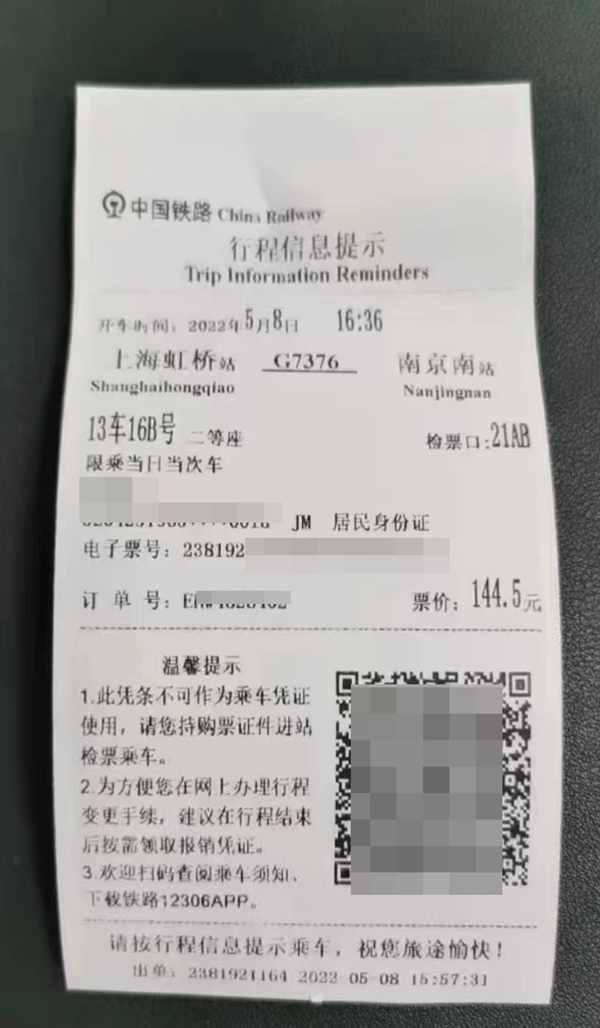 中国铁路 China Railway
行程信息提示
Trip Information Reminders
开车时间：2022年5月8日 16:36
上海虹桥站 G7376 南京南站
Shanghaihongqiao Nanjingnan
13车16B号 二等座 检票口:21AB
限乘当日当次车
JM 居民身份证
电子票号：238192
订 单 号： 票价：144.5元
温馨提示
1.此凭条不可作为乘车凭证
使用，请您持购票证件进站
检票乘车。
2.为方便您在网上办理行程
变更手续，建议在行程结束
后按需领取报销凭证。
3.欢迎扫码查阅乘车须知、
下载铁路12306APP。
请按行程信息提示乘车，祝您旅途愉快！
出单：2381921164 2022-05-08 15:57:31